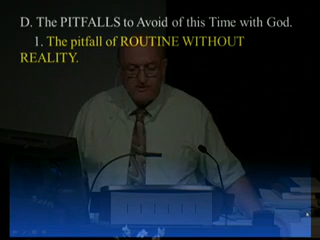 D. The PITFALLS to Avoid of this Time with God.
1. The pitfall of ROUTINE WITHOUT
REALITY.